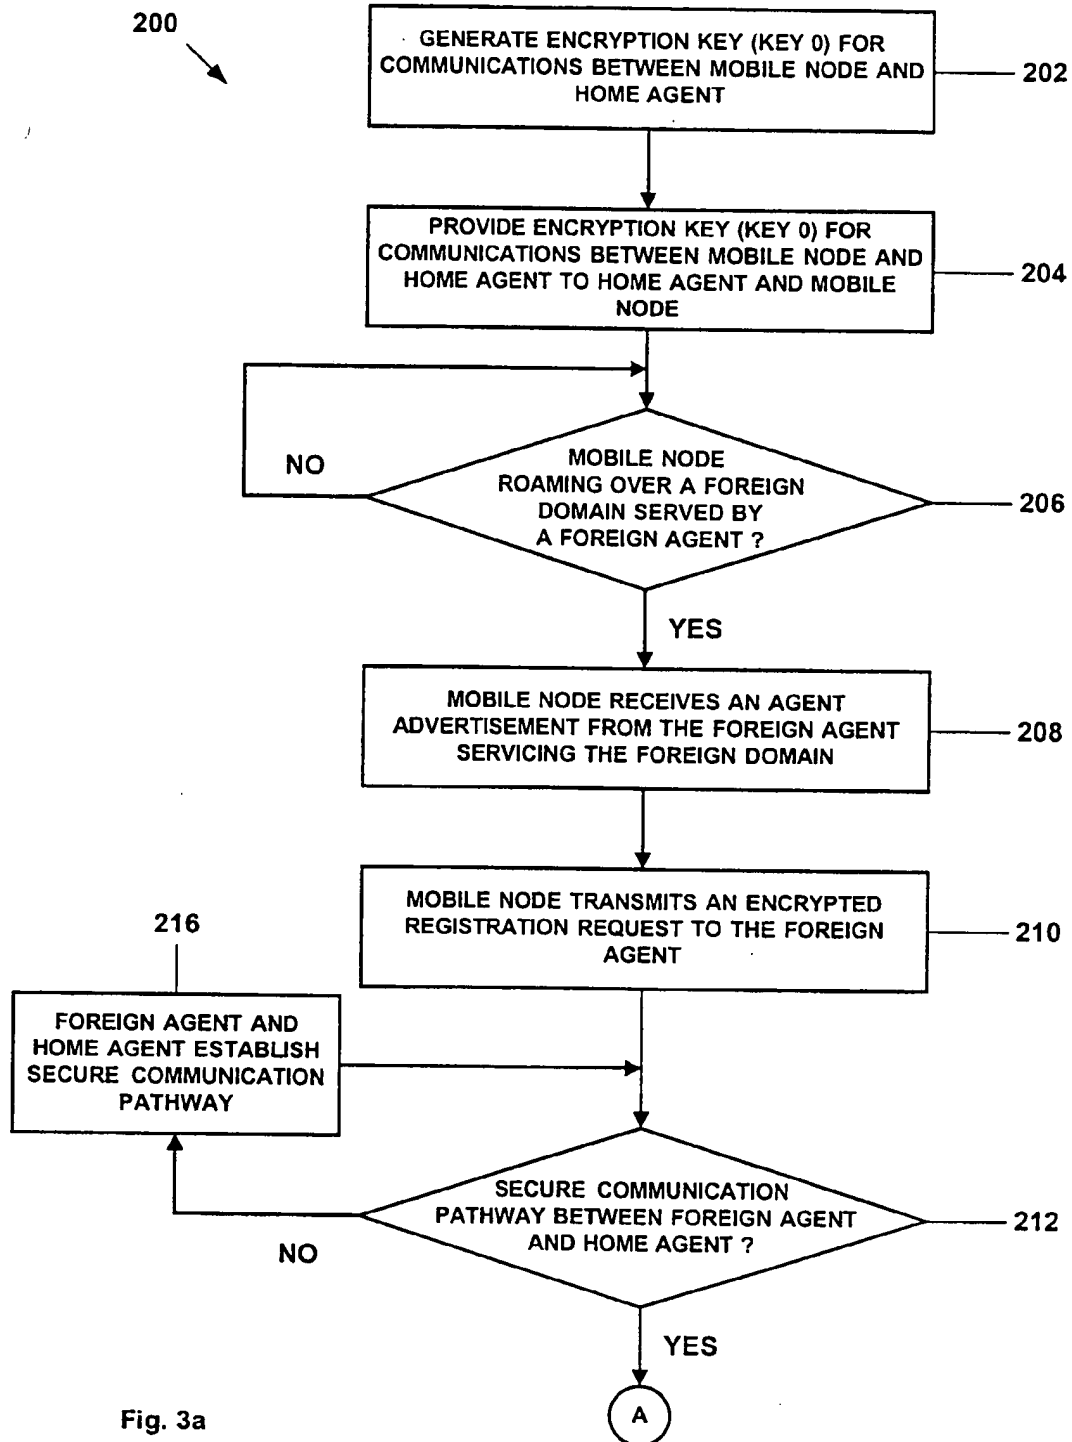 200
GENERATE ENCRYPTION KEY (KEY 0) FOR
COMMUNICATIONS BETWEEN MOBILE NODE AND
HOME AGENT
202
PROVIDE ENCRYPTION KEY (KEY 0) FOR
COMMUNICATIONS BETWEEN MOBILE NODE AND
HOME AGENT TO HOME AGENT AND MOBILE
NODE
204
MOBILE NODE
ROAMING OVER A FOREIGN
DOMAIN SERVED BY
A FOREIGN AGENT ?
NO
206
YES
MOBILE NODE RECEIVES AN AGENT
ADVERTISEMENT FROM THE FOREIGN AGENT
SERVICING THE FOREIGN DOMAIN
208
MOBILE NODE TRANSMITS AN ENCRYPTED
REGISTRATION REQUEST TO THE FOREIGN
AGENT
210
216
FOREIGN AGENT AND
HOME AGENT ESTABLISH
SECURE COMMUNICATION
PATHWAY
SECURE COMMUNICATION
PATHWAY BETWEEN FOREIGN AGENT
AND HOME AGENT ?
212
NO
YES
A
Fig. 3a